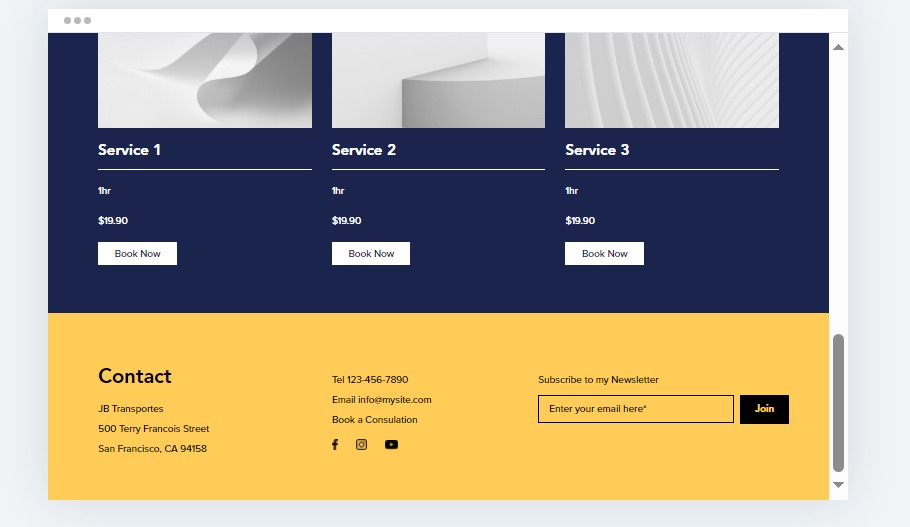 Service 1
1hr
$19.90
Book Now
Service 2
1hr
$19.90
Book Now
Service 3
1hr
$19.90
Book Now
Contact
JB Transportes
500 Terry Francois Street
San Francisco, CA 94158
Tel 123-456-7890
Email info@mysite.com
Book a Consulation
Subscribe to my Newsletter
Enter your email here*
Join